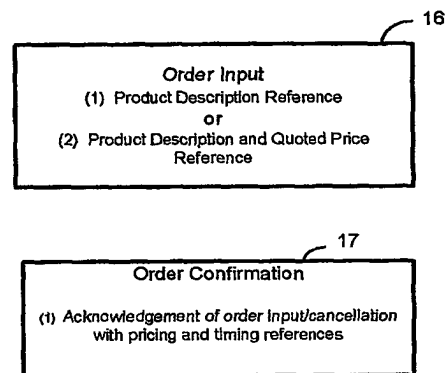 16
Order Input
(1) Product Description Reference
or
(2) Product Description and Quoted Price
Reference
17
Order Confirmation
(1) Acknowledgement of order input/cancellation
with pricing and timing references